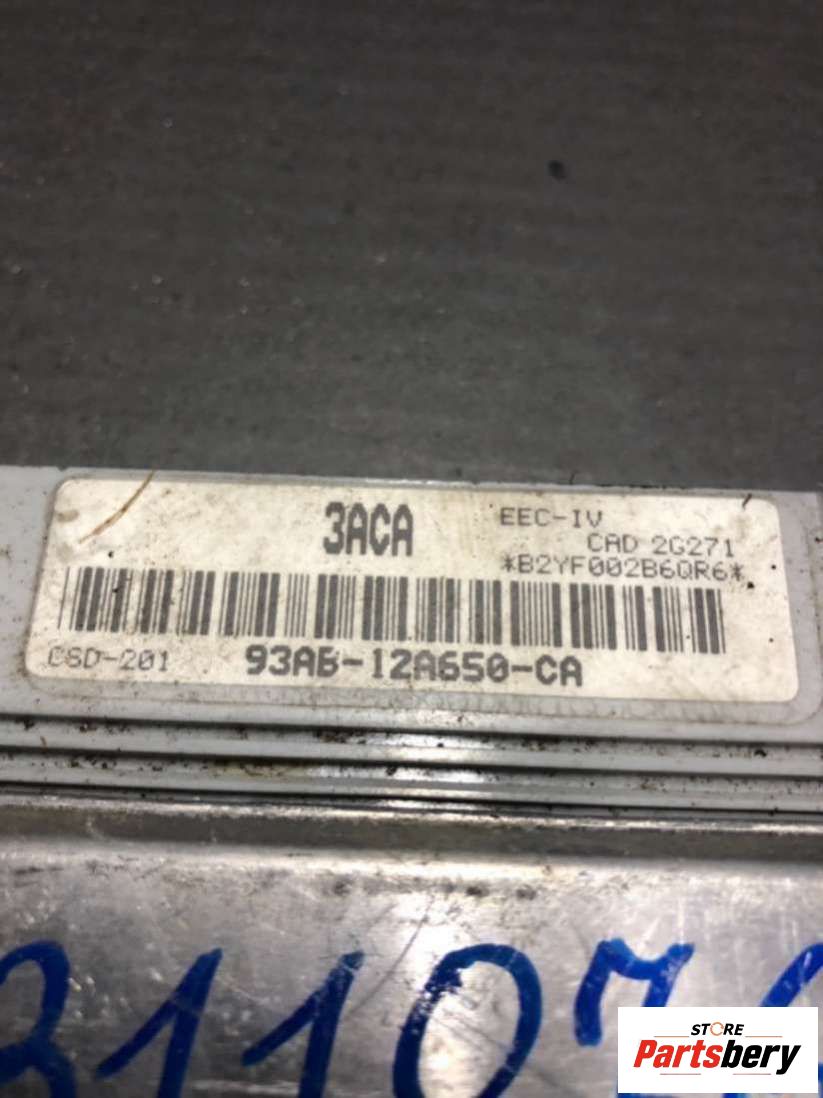 3ACA
EEC-IV
CAD 2G271
*B2YF002B6QR6*
CSD-201
93AB-12A650-CA
STORE
Partsbery